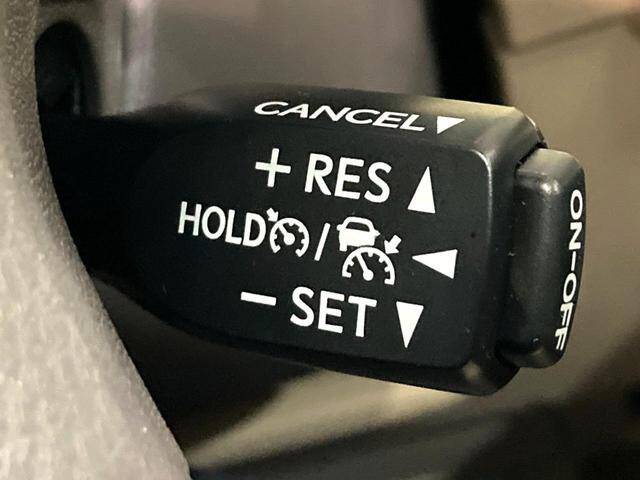 CANCEL▼
+ RES ▲
HOLD / ◀
− SET ▼
ON-OFF